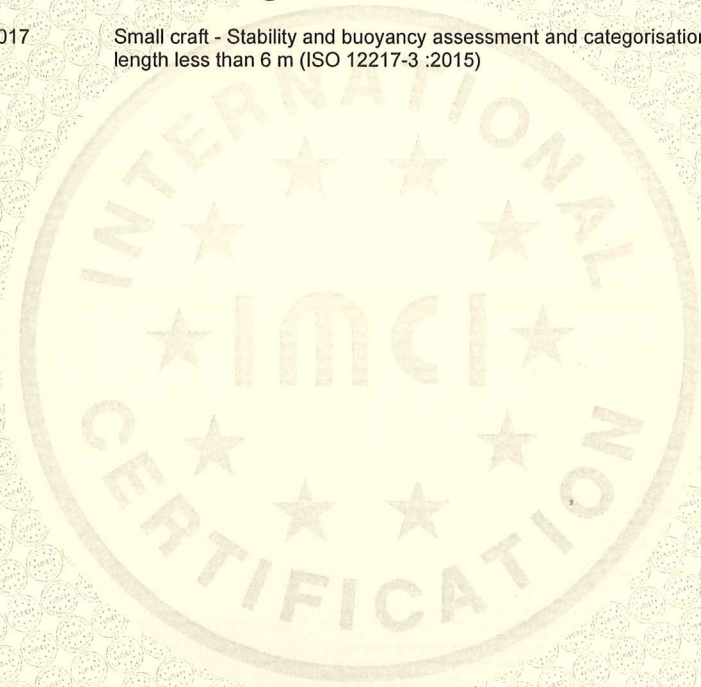 017 Small craft - Stability and buoyancy assessment and categorisation
length less than 6 m (ISO 12217-3 :2015)
INTERNATIONAL
IMCI
CERTIFICATION